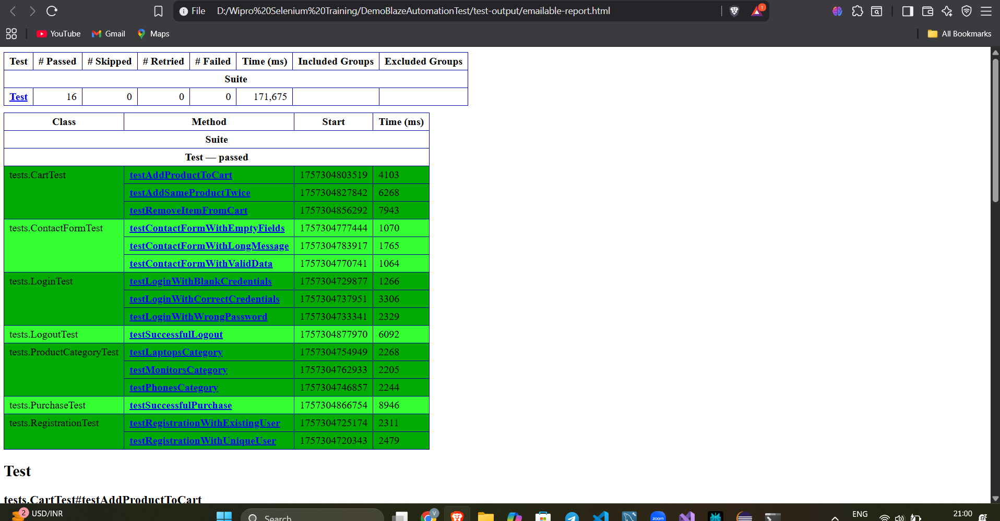 File D:/Wipro%20Selenium%20Training/DemoBlazeAutomationTest/test-output/emailable-report.html 1
YouTube Gmail Maps All Bookmarks
Test # Passed # Skipped # Retried # Failed Time (ms) Included Groups Excluded Groups
Suite
Test 16 0 0 0 171,675
Class Method Start Time (ms)
Suite
Test — passed
tests.CartTest testAddProductToCart 1757304803519 4103
testAddSameProductTwice 1757304827842 6268
testRemoveItemFromCart 1757304856292 7943
tests.ContactFormTest testContactFormWithEmptyFields 1757304777444 1070
testContactFormWithLongMessage 1757304783917 1765
testContactFormWithValidData 1757304770741 1064
tests.LoginTest testLoginWithBlankCredentials 1757304729877 1266
testLoginWithCorrectCredentials 1757304737951 3306
testLoginWithWrongPassword 1757304733341 2329
tests.LogoutTest testSuccessfulLogout 1757304877970 6092
tests.ProductCategoryTest testLaptopsCategory 1757304754949 2268
testMonitorsCategory 1757304762933 2205
testPhonesCategory 1757304746857 2244
tests.PurchaseTest testSuccessfulPurchase 1757304866754 8946
tests.RegistrationTest testRegistrationWithExistingUser 1757304725174 2311
testRegistrationWithUniqueUser 1757304720343 2479
Test
tests.CartTest#testAddProductToCart
2 USD/INR Search V zoom ENG 21:00